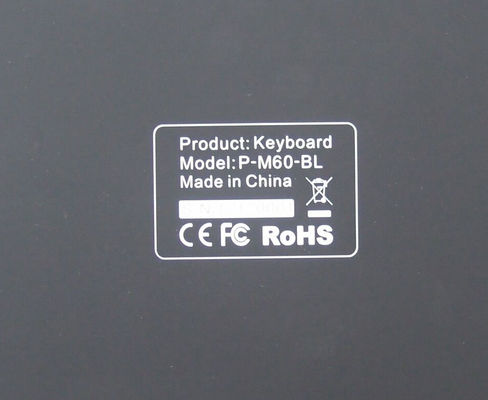 Product: Keyboard
Model: P-M60-BL
Made in China
CE FC RoHS